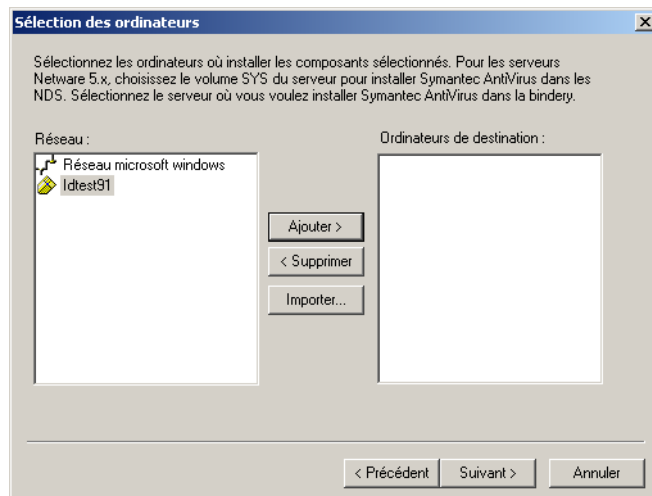 Sélection des ordinateurs
Sélectionnez les ordinateurs où installer les composants sélectionnés. Pour les serveurs
Netware 5.x, choisissez le volume SYS du serveur pour installer Symantec AntiVirus dans les
NDS. Sélectionnez le serveur où vous voulez installer Symantec AntiVirus dans la bindery.
Réseau :
Ordinateurs de destination :
Réseau microsoft windows
Idtest91
Ajouter >
< Supprimer
Importer...
< Précédent
Suivant >
Annuler